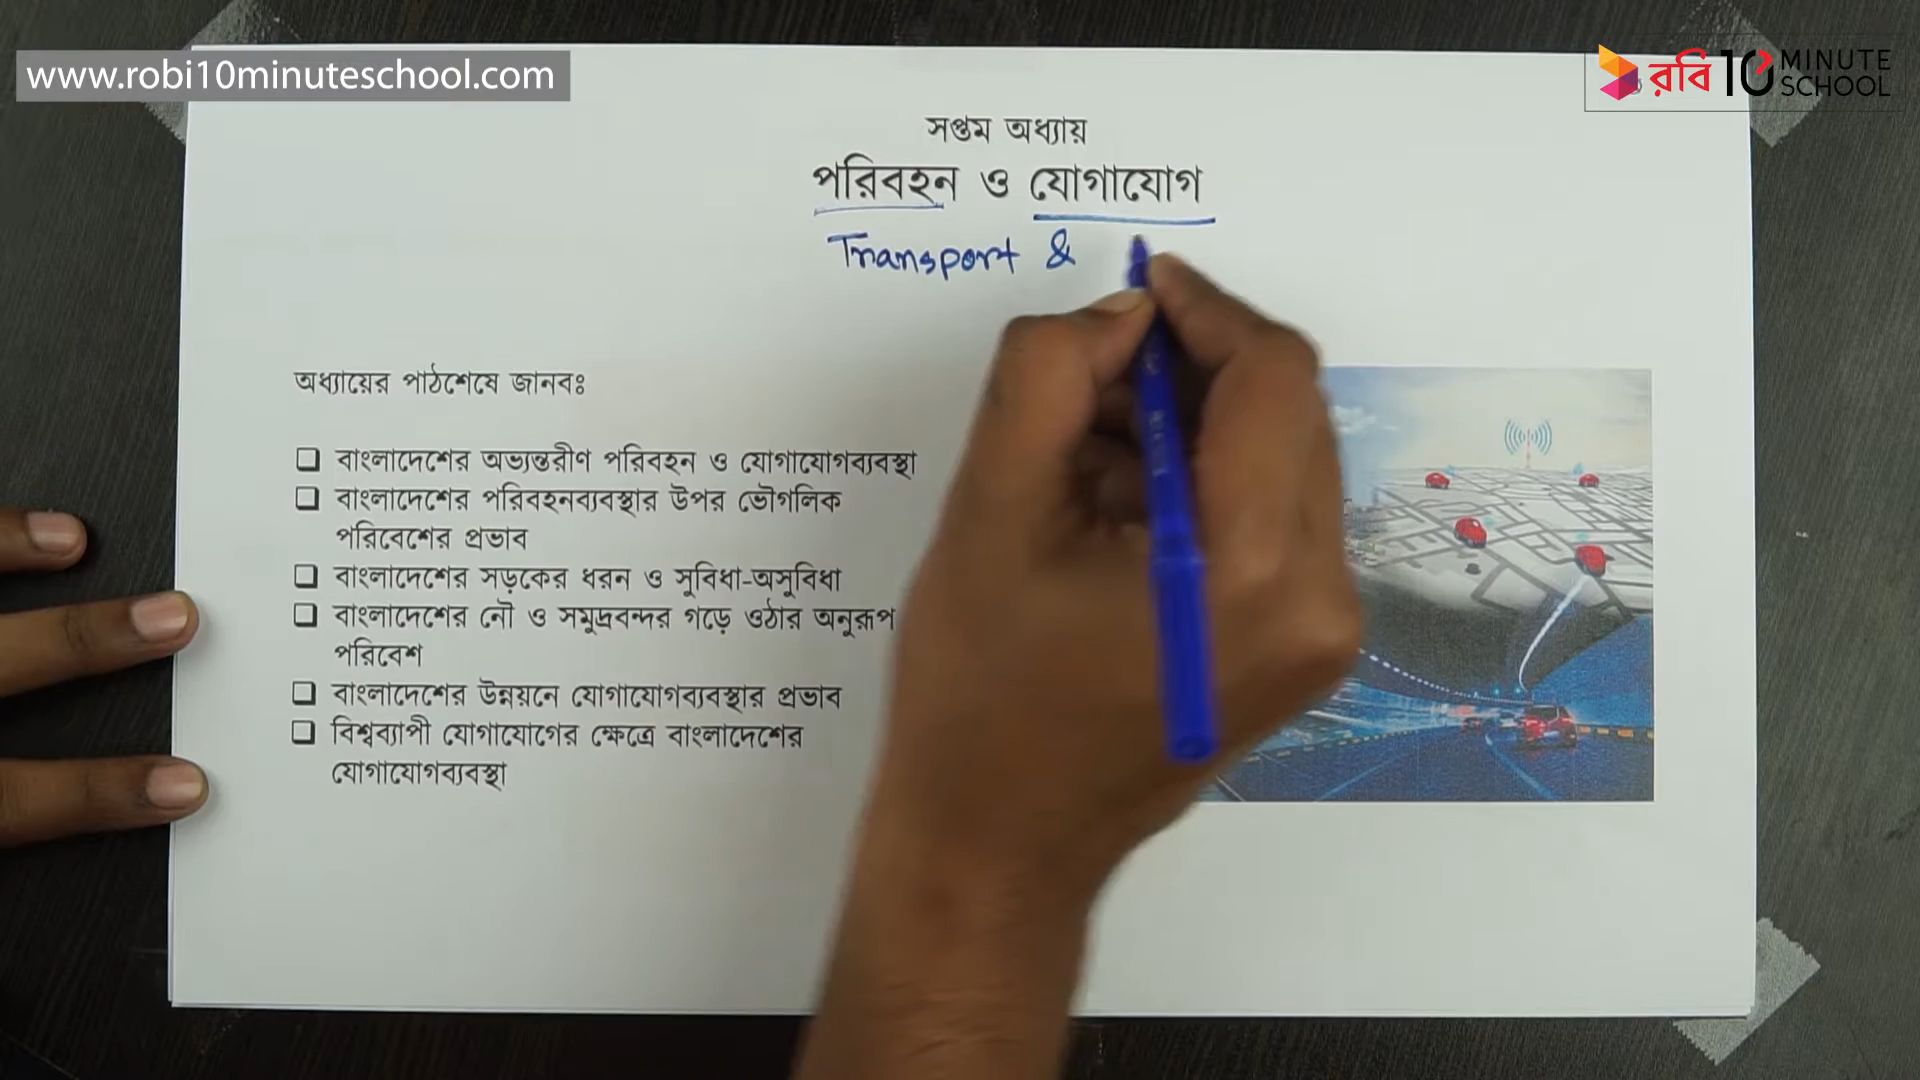 www.robi10minuteschool.com
রবি 10 MINUTE SCHOOL
সপ্তম অধ্যায়
পরিবহন ও যোগাযোগ
Transport &
অধ্যায়ের পাঠশেষে জানবঃ
বাংলাদেশের অভ্যন্তরীণ পরিবহন ও যোগাযোগব্যবস্থা
বাংলাদেশের পরিবহনব্যবস্থার উপর ভৌগলিক
পরিবেশের প্রভাব
বাংলাদেশের সড়কের ধরন ও সুবিধা-অসুবিধা
বাংলাদেশের নৌ ও সমুদ্রবন্দর গড়ে ওঠার অনুরূপ
পরিবেশ
বাংলাদেশের উন্নয়নে যোগাযোগব্যবস্থার প্রভাব
বিশ্বব্যাপী যোগাযোগের ক্ষেত্রে বাংলাদেশের
যোগাযোগব্যবস্থা